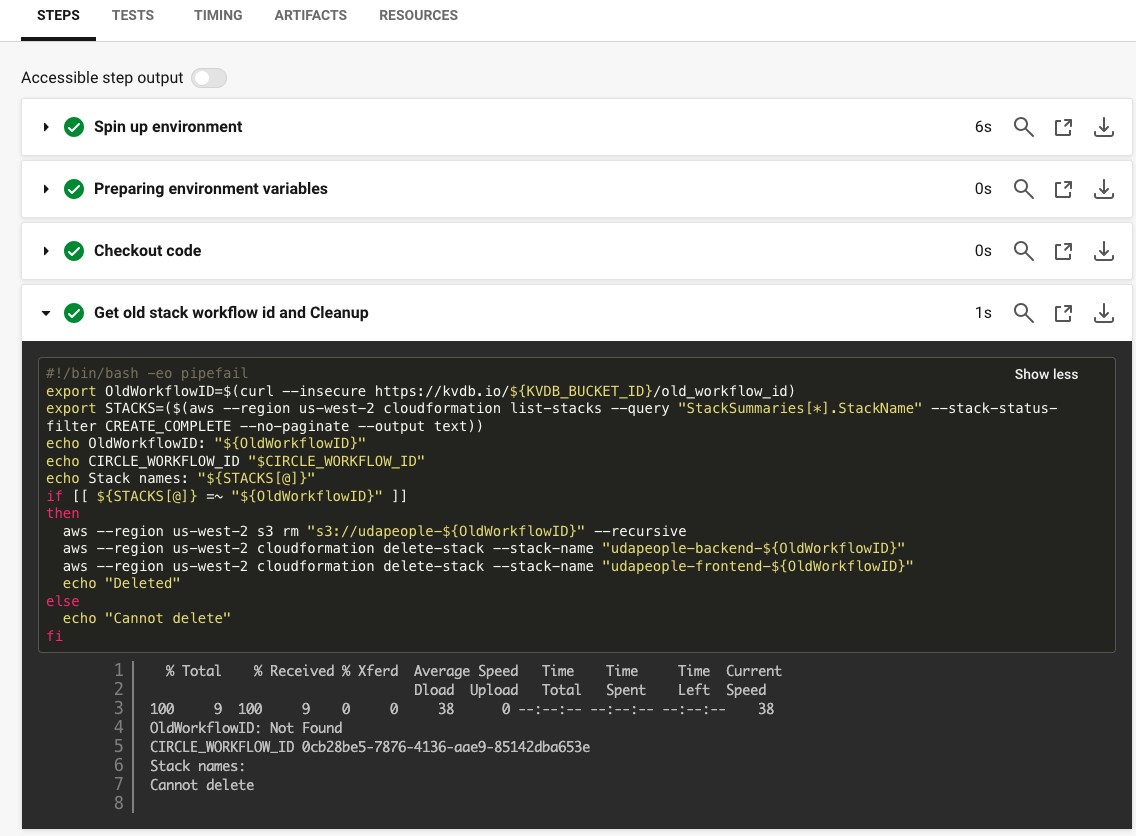 STEPS TESTS TIMING ARTIFACTS RESOURCES
Accessible step output
Spin up environment 6s
Preparing environment variables 0s
Checkout code 0s
Get old stack workflow id and Cleanup 1s
#!/bin/bash -eo pipefail
Show less
export OldWorkflowID=$(curl --insecure https://kvdb.io/${KVDB_BUCKET_ID}/old_workflow_id)
export STACKS=($(aws --region us-west-2 cloudformation list-stacks --query "StackSummaries[*].StackName" --stack-status-
filter CREATE_COMPLETE --no-paginate --output text))
echo OldWorkflowID: "${OldWorkflowID}"
echo CIRCLE_WORKFLOW_ID "$CIRCLE_WORKFLOW_ID"
echo Stack names: "${STACKS[@]}"
if [[ ${STACKS[@]} =~ "${OldWorkflowID}" ]]
then
  aws --region us-west-2 s3 rm "s3://udapeople-${OldWorkflowID}" --recursive
  aws --region us-west-2 cloudformation delete-stack --stack-name "udapeople-backend-${OldWorkflowID}"
  aws --region us-west-2 cloudformation delete-stack --stack-name "udapeople-frontend-${OldWorkflowID}"
  echo "Deleted"
else
  echo "Cannot delete"
fi
1   % Total    % Received % Xferd  Average Speed   Time    Time     Time  Current
2                                  Dload  Upload   Total   Spent    Left  Speed
3 100     9  100     9    0     0     38      0 --:--:-- --:--:-- --:--:--    38
4 OldWorkflowID: Not Found
5 CIRCLE_WORKFLOW_ID 0cb28be5-7876-4136-aae9-85142dba653e
6 Stack names:
7 Cannot delete
8